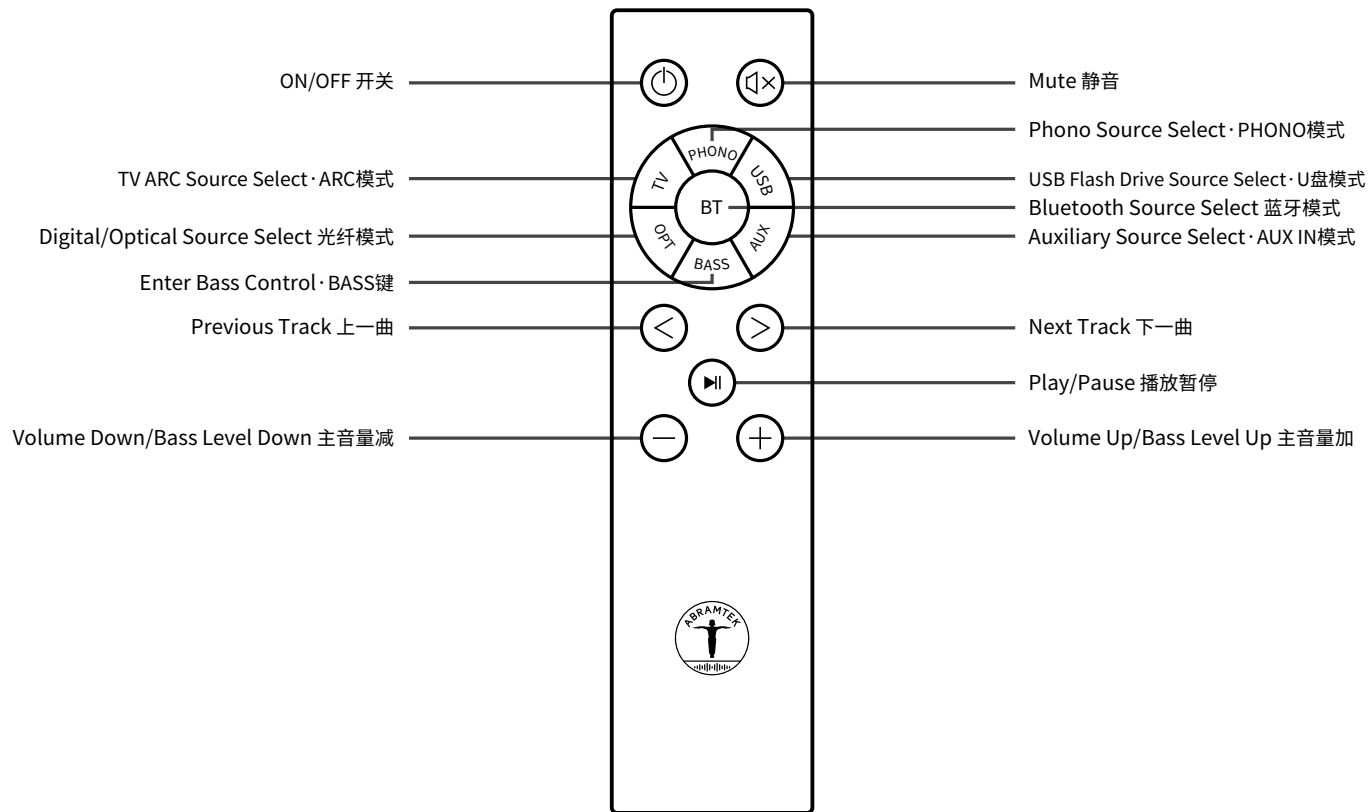 ON/OFF 开关
Mute 静音
Phono Source Select·PHONO模式
TV ARC Source Select·ARC模式
USB Flash Drive Source Select·U盘模式
Bluetooth Source Select 蓝牙模式
Digital/Optical Source Select 光纤模式
Auxiliary Source Select·AUX IN模式
Enter Bass Control·BASS键
Previous Track 上一曲
Next Track 下一曲
Play/Pause 播放暂停
Volume Down/Bass Level Down 主音量减
Volume Up/Bass Level Up 主音量加
PHONO
TV
USB
BT
OPT
AUX
BASS
ABRAMTEK